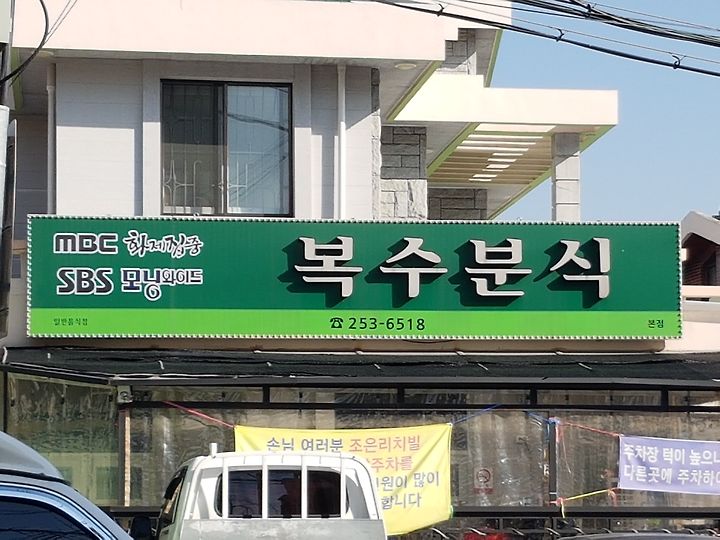 MBC 화제집중
SBS 모닝와이드
복수분식
일반음식점
☎ 253-6518
본점
손님 여러분 조은리치빌
주차를
원이 많이
합니다
주차장 턱이 높으니
다른곳에 주차하